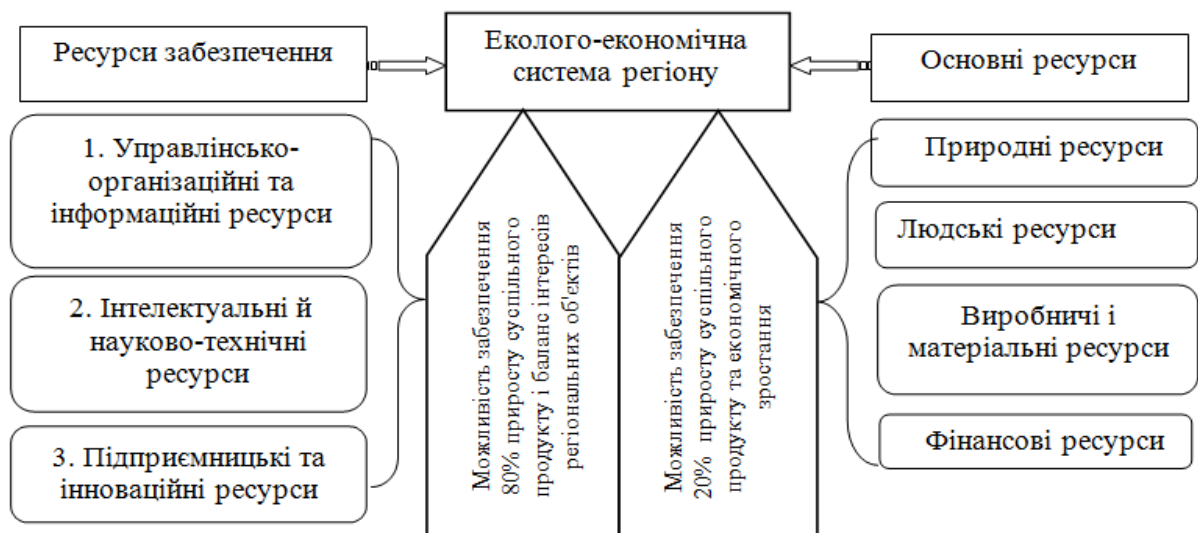 Ресурси забезпечення
Еколого-економічна
система регіону
Основні ресурси
1. Управлінсько-
організаційні та
інформаційні ресурси
2. Інтелектуальні й
науково-технічні
ресурси
3. Підприємницькі та
інноваційні ресурси
Можливість забезпечення
80% приросту суспільного
продукту і баланс інтересів
регіональних об'єктів
Можливість забезпечення
20% приросту суспільного
продукту та економічного
зростання
Природні ресурси
Людські ресурси
Виробничі і
матеріальні ресурси
Фінансові ресурси